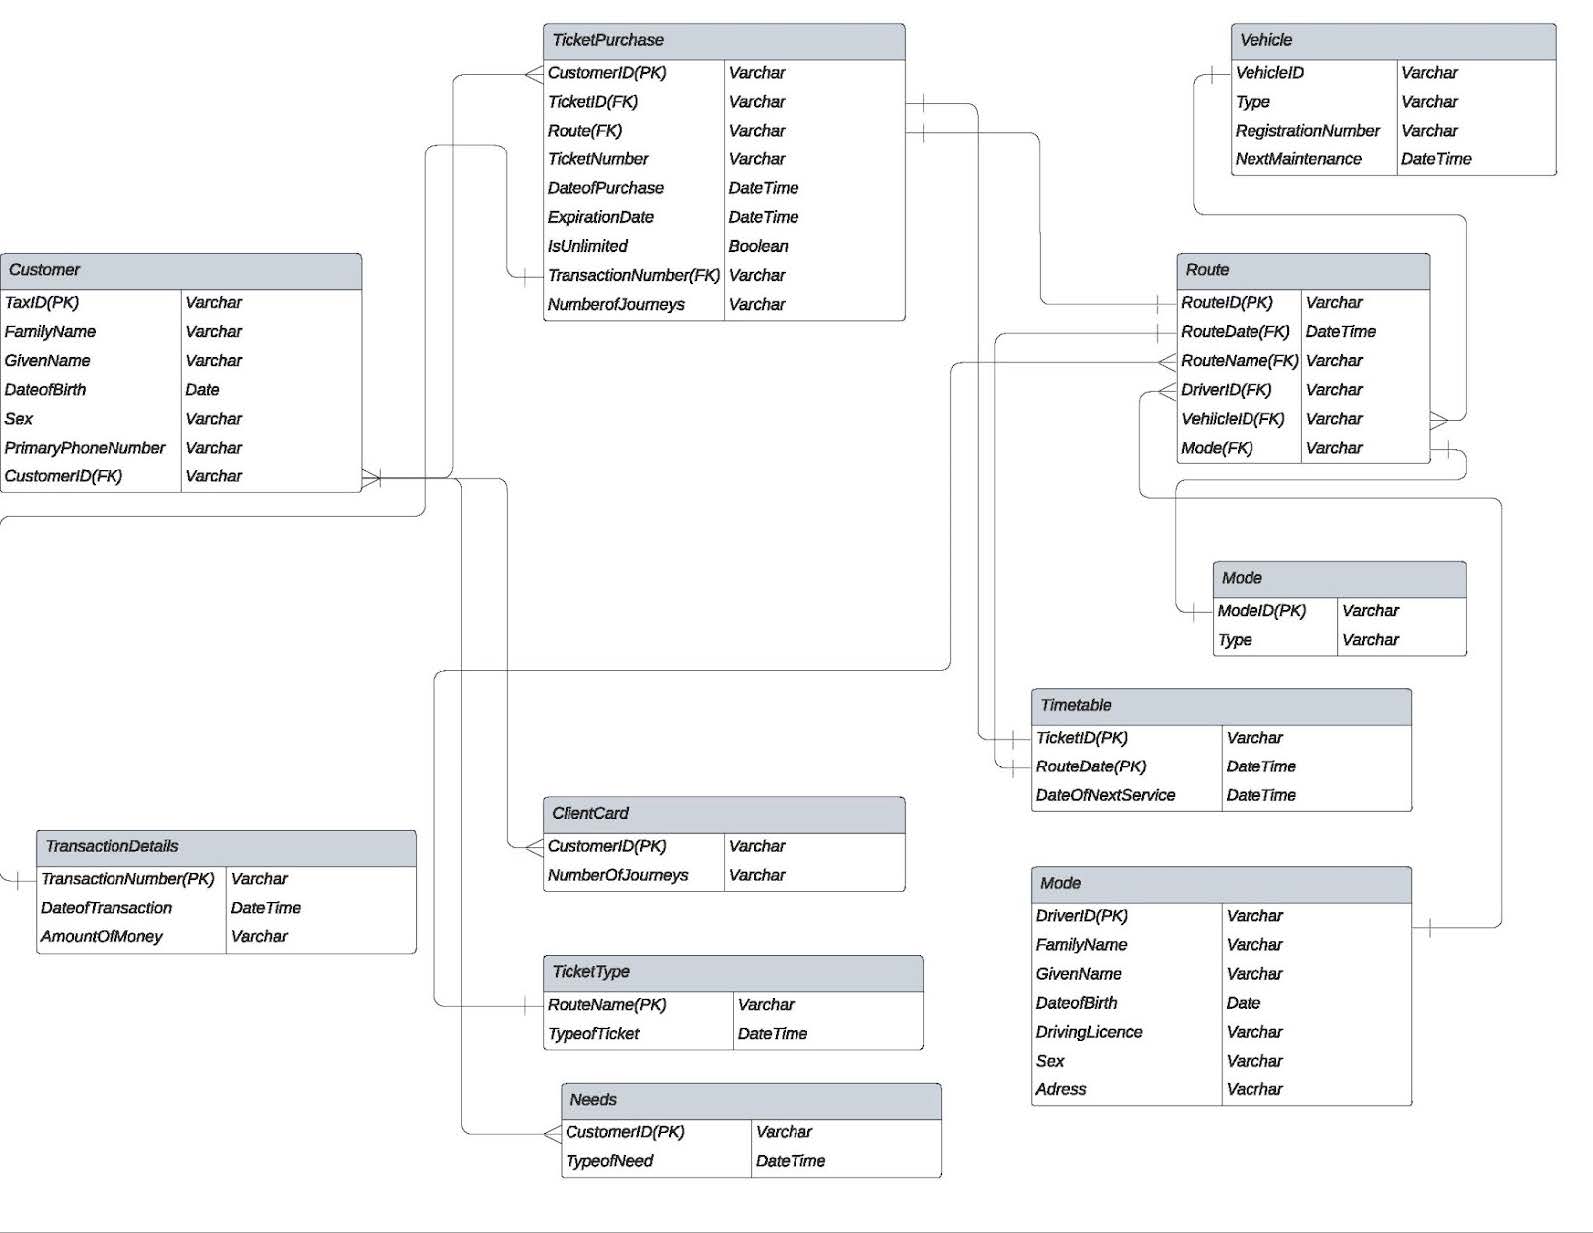 TicketPurchase
CustomerID(PK) Varchar
TicketID(FK) Varchar
Route(FK) Varchar
TicketNumber Varchar
DateofPurchase DateTime
ExpirationDate DateTime
IsUnlimited Boolean
TransactionNumber(FK) Varchar
NumberofJourneys Varchar
Vehicle
VehicleID Varchar
Type Varchar
RegistrationNumber Varchar
NextMaintenance DateTime
Customer
TaxID(PK) Varchar
FamilyName Varchar
GivenName Varchar
DateofBirth Date
Sex Varchar
PrimaryPhoneNumber Varchar
CustomerID(FK) Varchar
Route
RouteID(PK) Varchar
RouteDate(FK) DateTime
RouteName(FK) Varchar
DriverID(FK) Varchar
VehiicleID(FK) Varchar
Mode(FK) Varchar
Mode
ModeID(PK) Varchar
Type Varchar
Timetable
TicketID(PK) Varchar
RouteDate(PK) DateTime
DateOfNextService DateTime
TransactionDetails
TransactionNumber(PK) Varchar
DateofTransaction DateTime
AmountOfMoney Varchar
ClientCard
CustomerID(PK) Varchar
NumberOfJourneys Varchar
Mode
DriverID(PK) Varchar
FamilyName Varchar
GivenName Varchar
DateofBirth Date
DrivingLicence Varchar
Sex Varchar
Adress Vacrhar
TicketType
RouteName(PK) Varchar
TypeofTicket DateTime
Needs
CustomerID(PK) Varchar
TypeofNeed DateTime